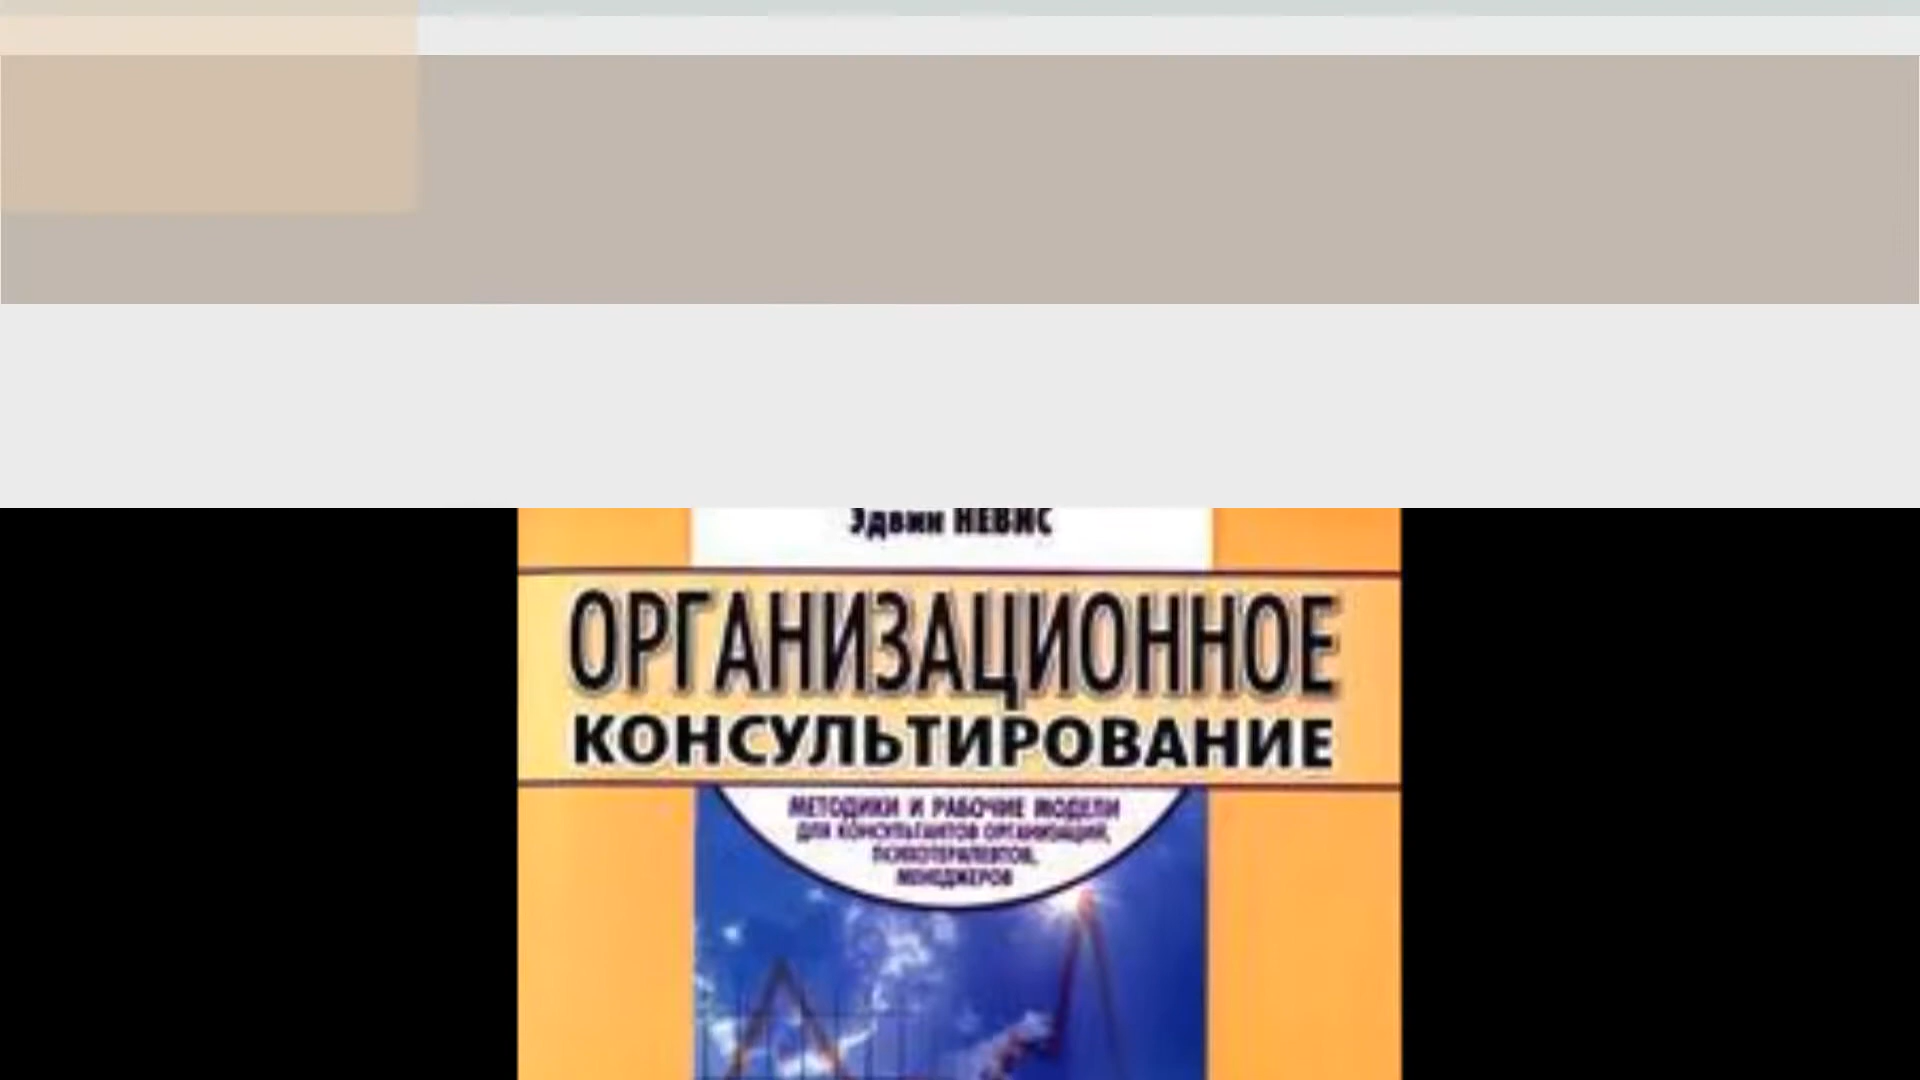 Эдвин НЕВИС
ОРГАНИЗАЦИОННОЕ
КОНСУЛЬТИРОВАНИЕ
МЕТОДИКИ И РАБОЧИЕ МОДЕЛИ
ДЛЯ КОНСУЛЬТАНТОВ ОРГАНИЗАЦИЙ,
ПСИХОТЕРАПЕВТОВ,
МЕНЕДЖЕРОВ